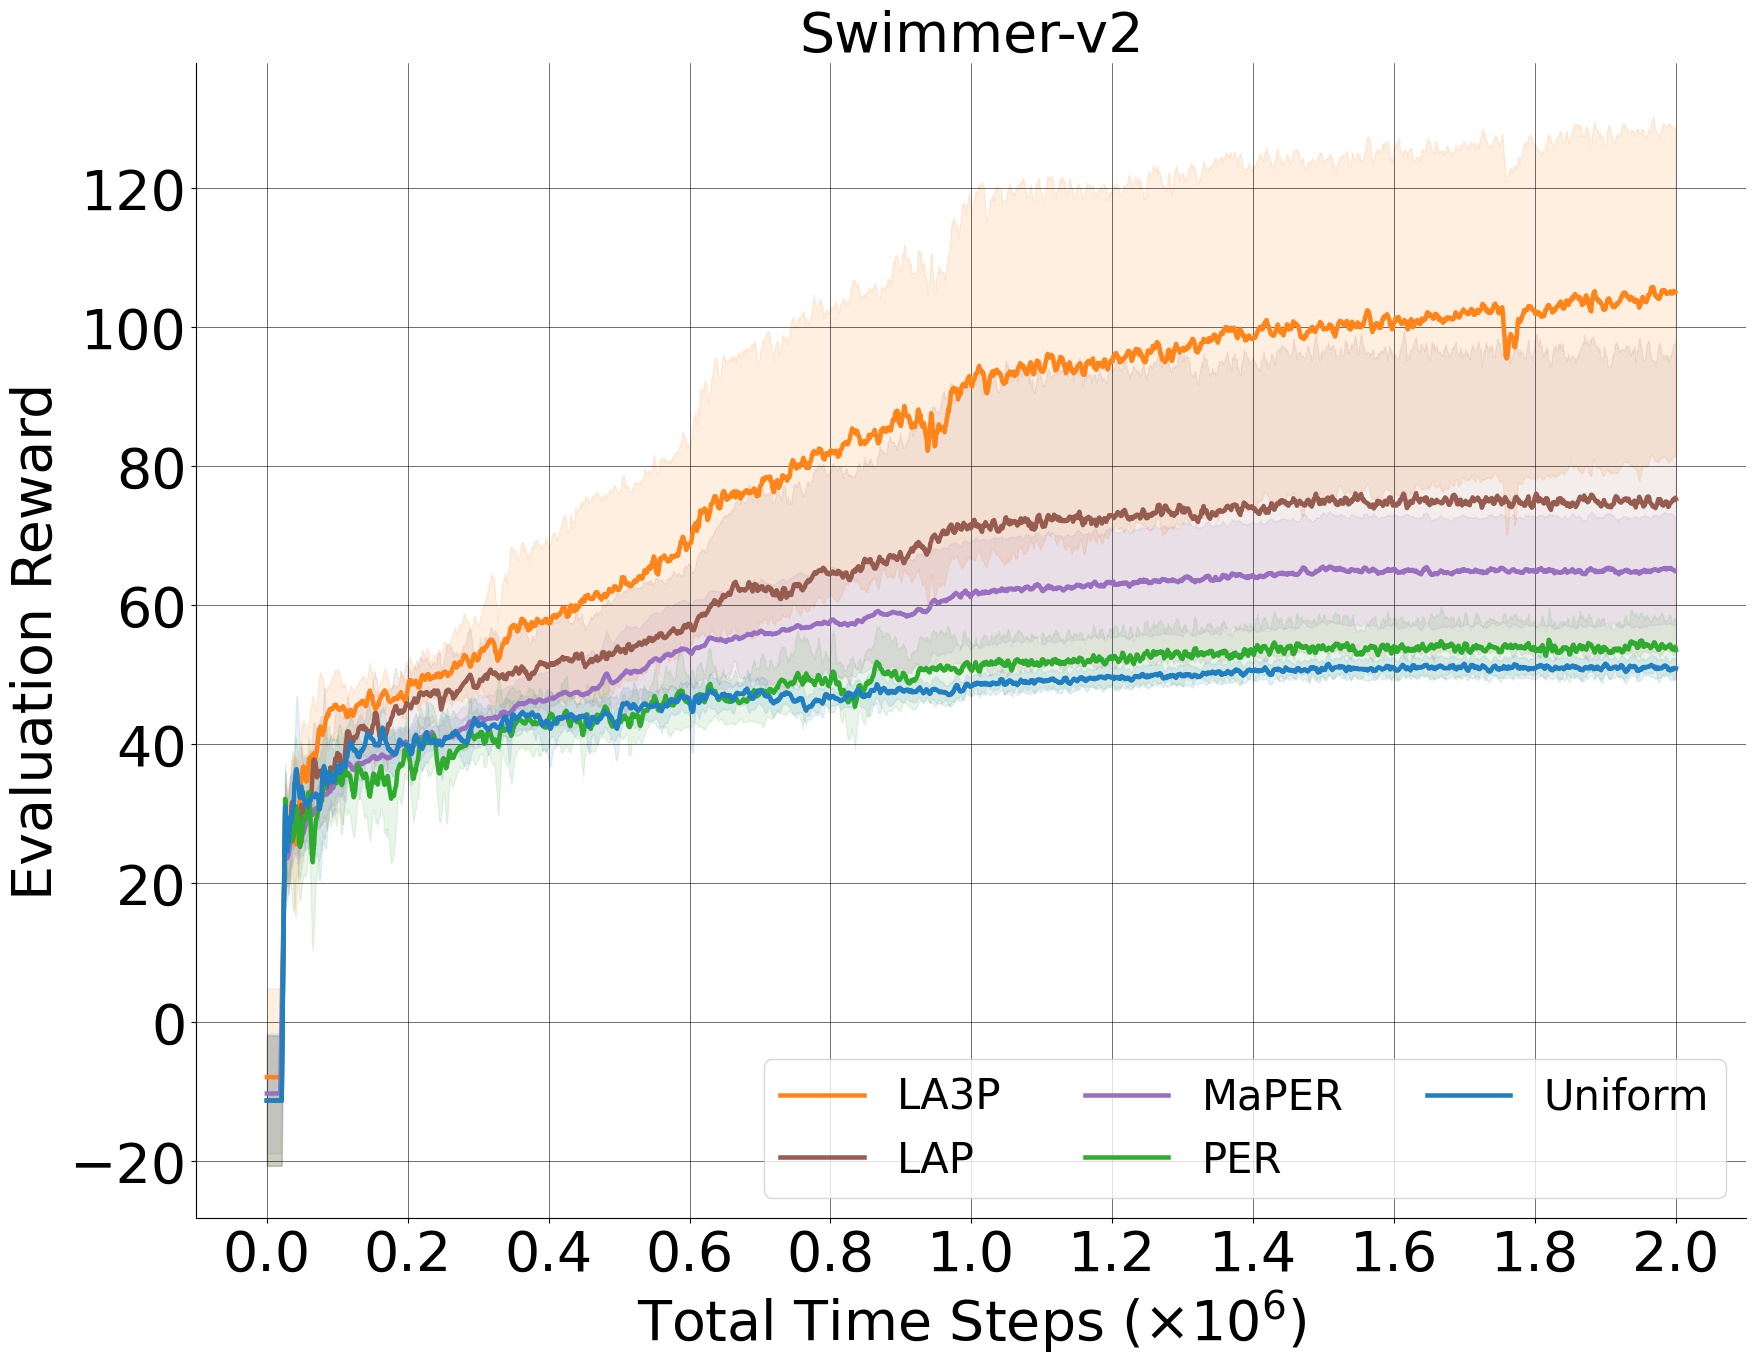 Swimmer-v2
Evaluation Reward
120
100
80
60
40
20
0
−20
LA3P
MaPER
Uniform
LAP
PER
0.0 0.2 0.4 0.6 0.8 1.0 1.2 1.4 1.6 1.8 2.0
Total Time Steps (×10⁶)